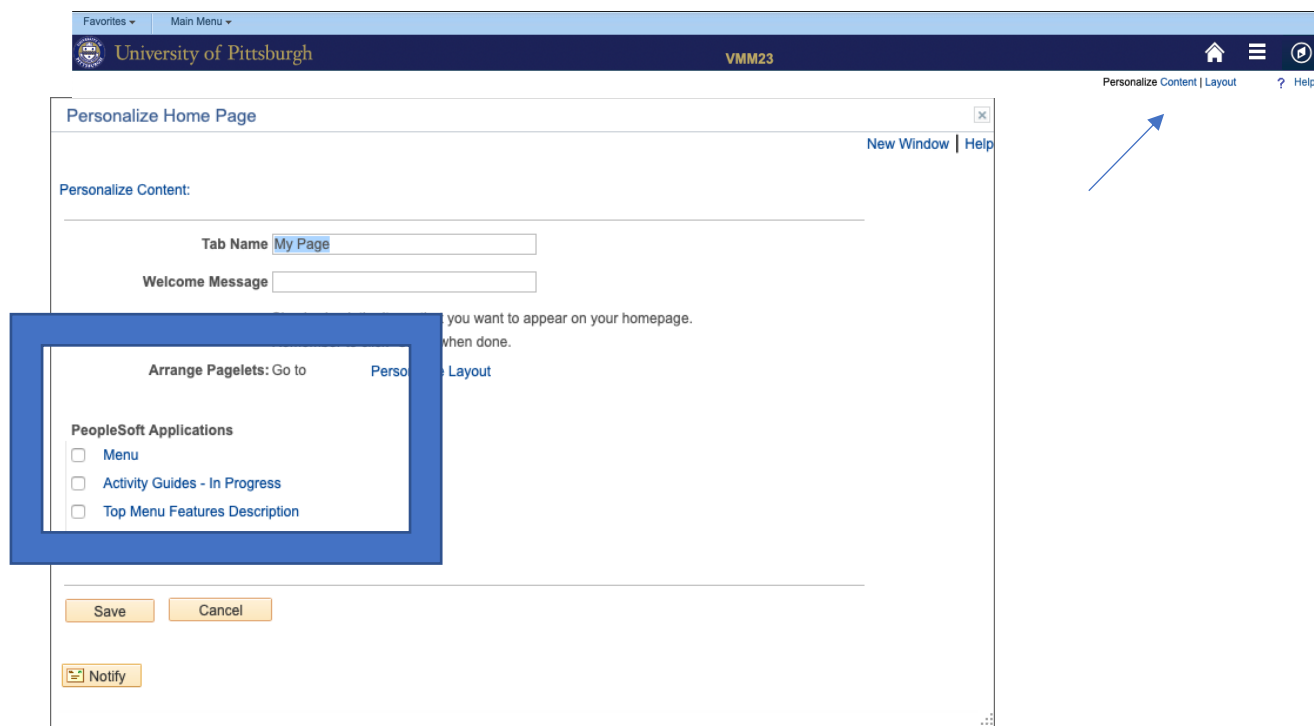 Favorites Main Menu
University of Pittsburgh VMM23
Personalize Content | Layout ? Help
Personalize Home Page
New Window | Help
Personalize Content:
Tab Name My Page
Welcome Message
you want to appear on your homepage.
when done.
Arrange Pagelets: Go to Layout
PeopleSoft Applications
Menu
Activity Guides - In Progress
Top Menu Features Description
Save Cancel
Notify